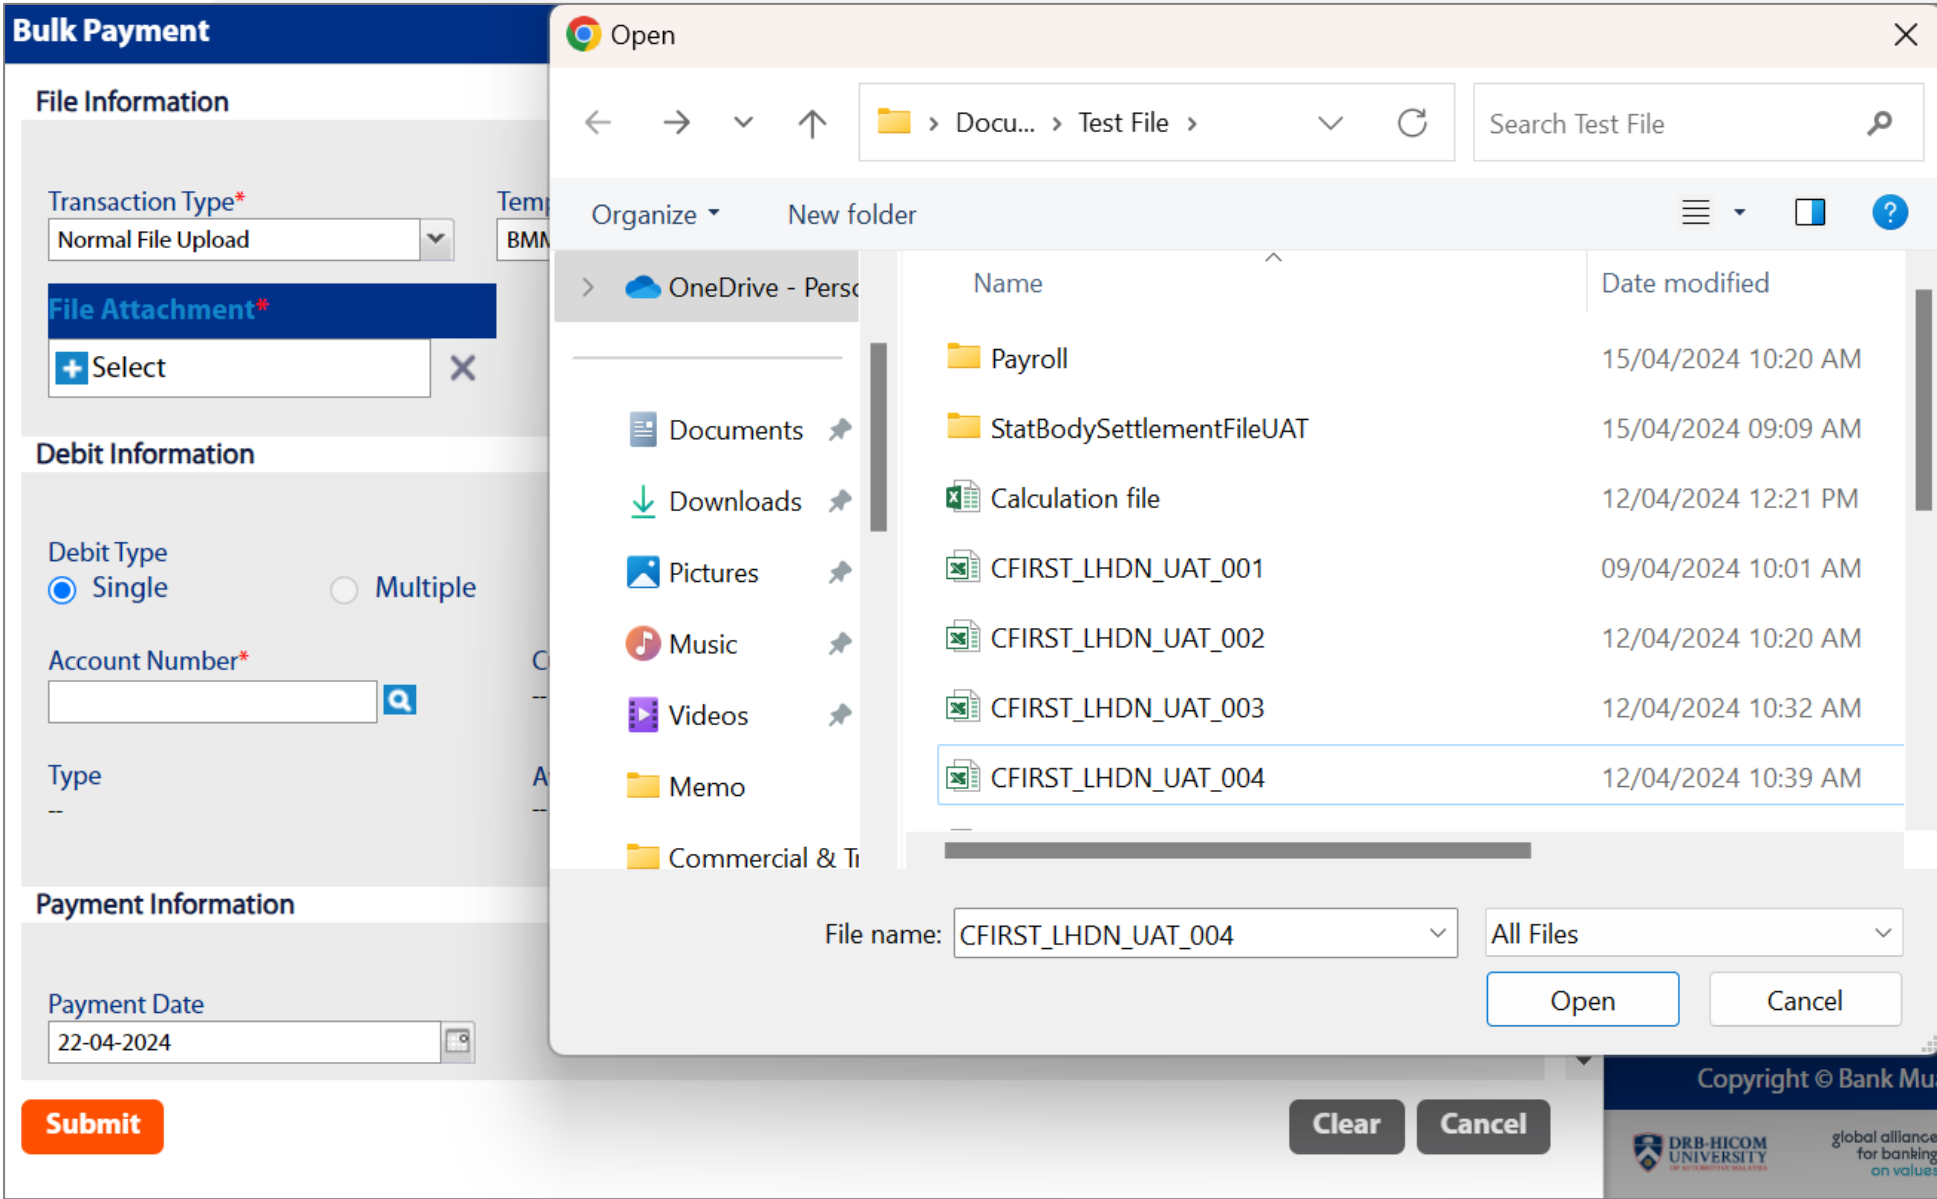 Bulk Payment
File Information
Transaction Type*
Normal File Upload
File Attachment*
Select
Debit Information
Debit Type
Single
Multiple
Account Number*
Type
--
--
--
Payment Information
Payment Date
22-04-2024
Submit
Clear
Cancel
Open
Docu... > Test File >
Search Test File
Organize
New folder
OneDrive - Perso
Documents
Downloads
Pictures
Music
Videos
Memo
Commercial &
Name
Date modified
Payroll 15/04/2024 10:20 AM
StatBodySettlementFileUAT 15/04/2024 09:09 AM
Calculation file 12/04/2024 12:21 PM
CFIRST_LHDN_UAT_001 09/04/2024 10:01 AM
CFIRST_LHDN_UAT_002 12/04/2024 10:20 AM
CFIRST_LHDN_UAT_003 12/04/2024 10:32 AM
CFIRST_LHDN_UAT_004 12/04/2024 10:39 AM
File name: CFIRST_LHDN_UAT_004
All Files
Open
Cancel
Copyright © Bank Mua
DRB-HICOM
UNIVERSITY
OF AUTOMOTIVE MALAYSIA
global alliance
for banking
on values